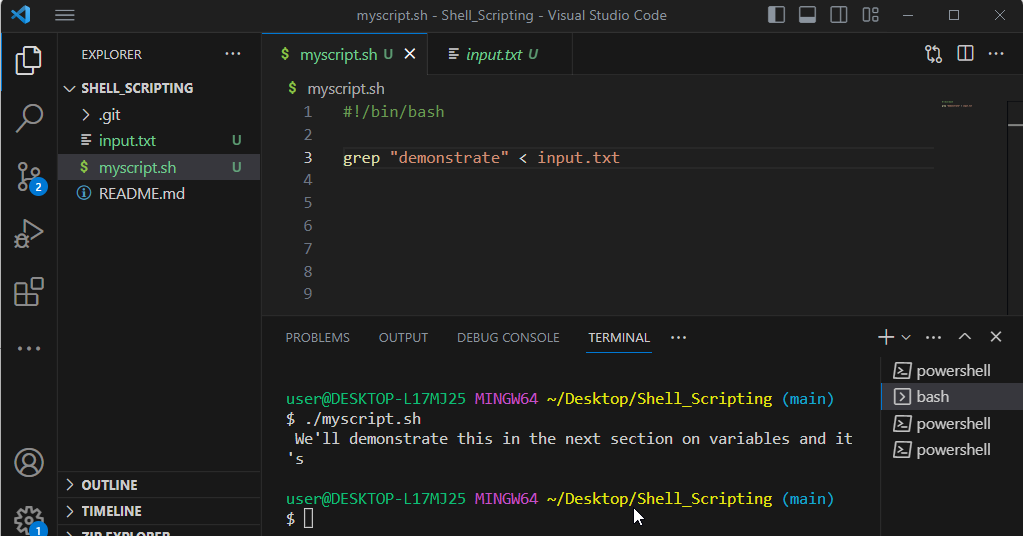 myscript.sh - Shell_Scripting - Visual Studio Code
EXPLORER
SHELL_SCRIPTING
.git
input.txt U
myscript.sh U
README.md
2
OUTLINE
TIMELINE
1
$ myscript.sh U
input.txt U
$ myscript.sh
1 #!/bin/bash
2
3 grep "demonstrate" < input.txt
4
5
6
7
8
9
PROBLEMS OUTPUT DEBUG CONSOLE TERMINAL
user@DESKTOP-L17MJ25 MINGW64 ~/Desktop/Shell_Scripting (main)
$ ./myscript.sh
We'll demonstrate this in the next section on variables and it
's
user@DESKTOP-L17MJ25 MINGW64 ~/Desktop/Shell_Scripting (main)
$
powershell
bash
powershell
powershell